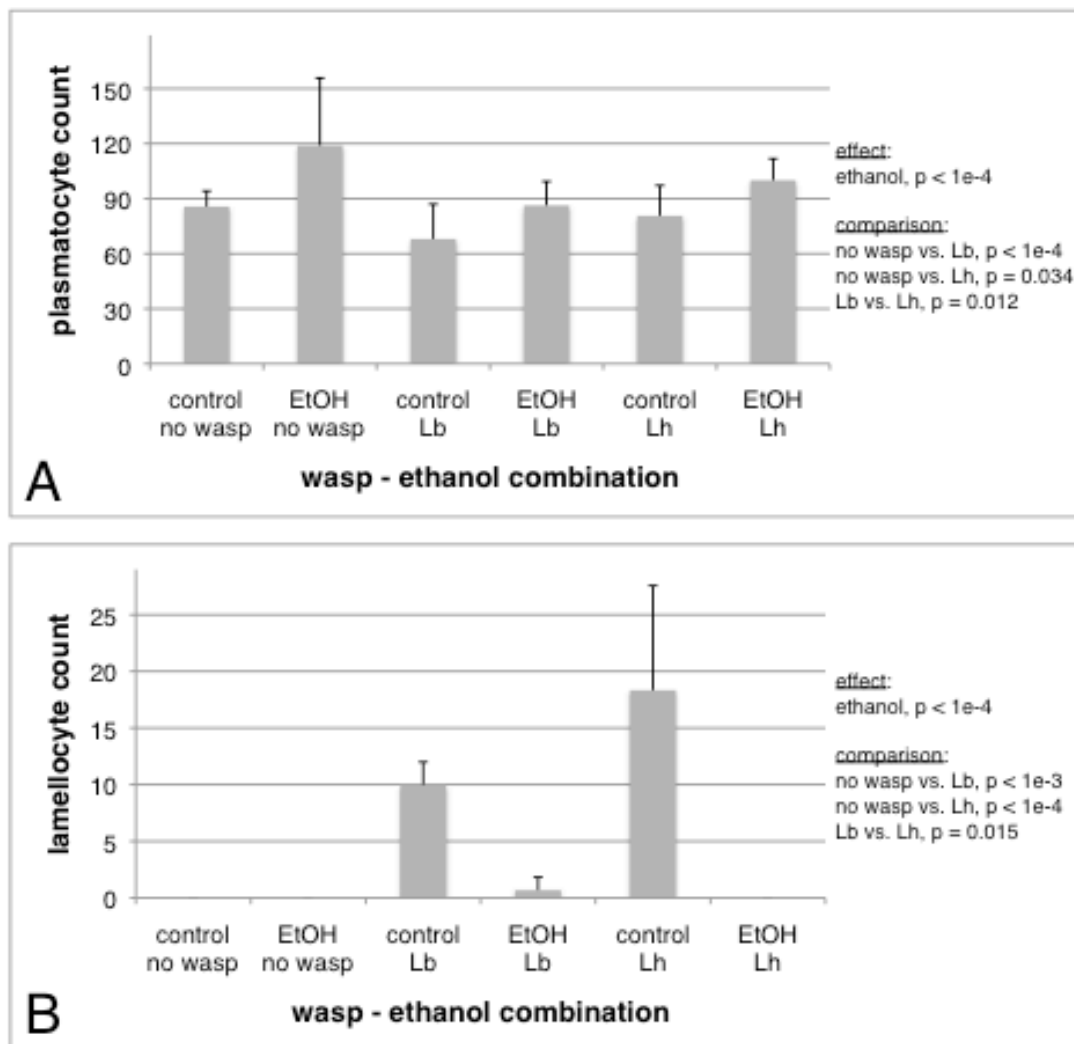 plasmatocyte count
150
120
90
60
30
0
control EtOH control EtOH control EtOH
no wasp no wasp Lb Lb Lh Lh
wasp - ethanol combination
A
effect:
ethanol, p < 1e-4
comparison:
no wasp vs. Lb, p < 1e-4
no wasp vs. Lh, p = 0.034
Lb vs. Lh, p = 0.012
lamellocyte count
25
20
15
10
5
0
control EtOH control EtOH control EtOH
no wasp no wasp Lb Lb Lh Lh
wasp - ethanol combination
B
effect:
ethanol, p < 1e-4
comparison:
no wasp vs. Lb, p < 1e-3
no wasp vs. Lh, p < 1e-4
Lb vs. Lh, p = 0.015